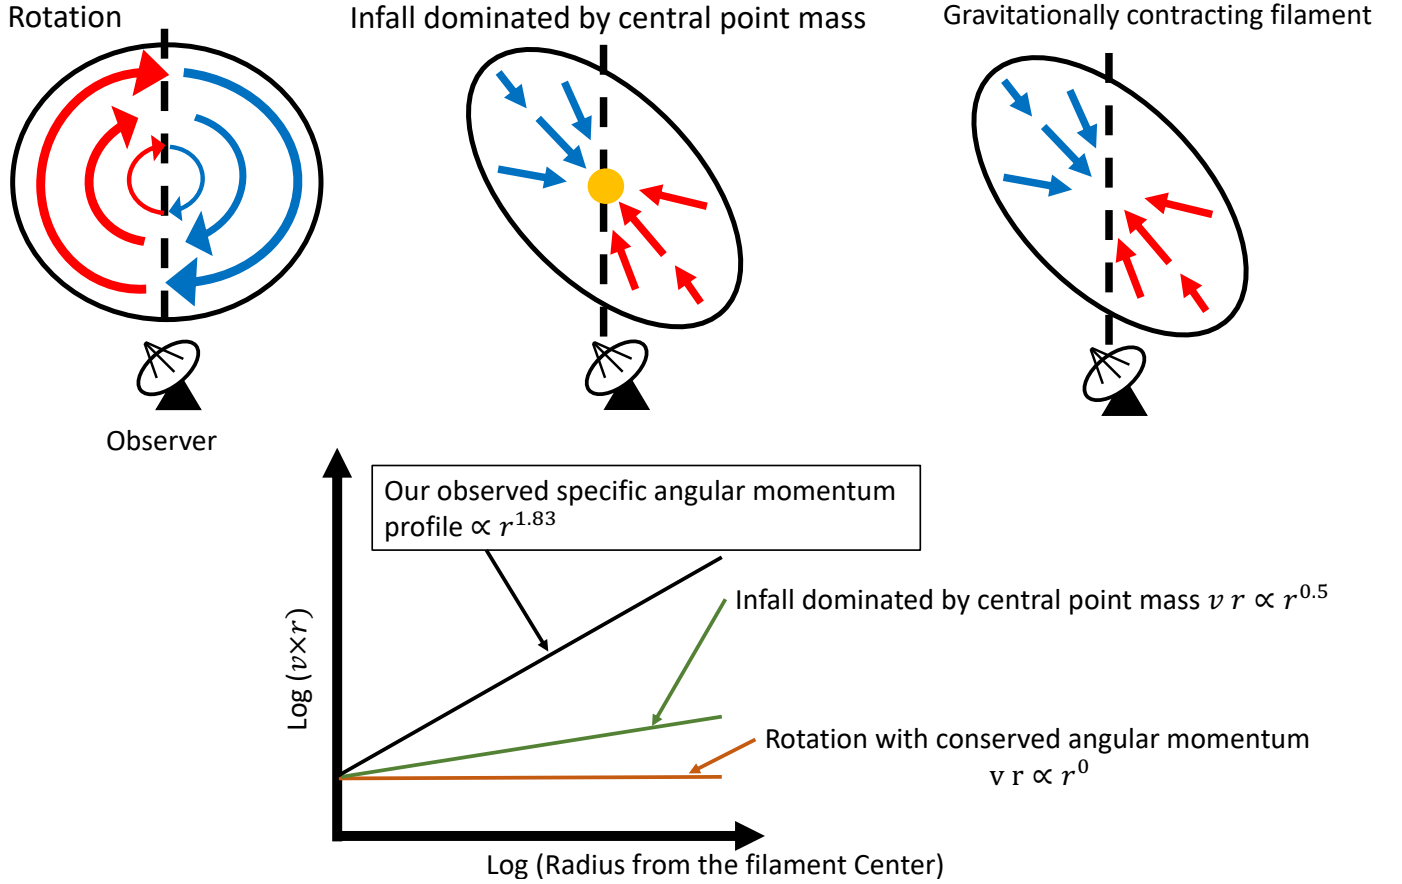 Rotation
Infall dominated by central point mass
Gravitationally contracting filament
Observer
Our observed specific angular momentum
profile ∝ r^1.83
Infall dominated by central point mass v r ∝ r^0.5
Rotation with conserved angular momentum
v r ∝ r^0
Log (v×r)
Log (Radius from the filament Center)